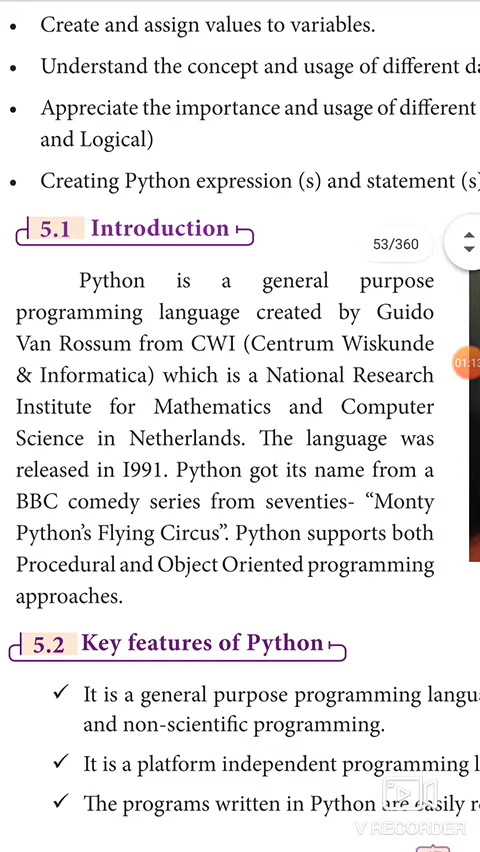 • Create and assign values to variables.
• Understand the concept and usage of different
• Appreciate the importance and usage of different
and Logical)
• Creating Python expression (s) and statement (s)
5.1 Introduction
53/360
Python is a general purpose
programming language created by Guido
Van Rossum from CWI (Centrum Wiskunde
& Informatica) which is a National Research
Institute for Mathematics and Computer
Science in Netherlands. The language was
released in I991. Python got its name from a
BBC comedy series from seventies- “Monty
Python’s Flying Circus”. Python supports both
Procedural and Object Oriented programming
approaches.
01:13
5.2 Key features of Python
✓ It is a general purpose programming
and non-scientific programming.
✓ It is a platform independent programming
✓ The programs written in Python are easily
V RECORDER